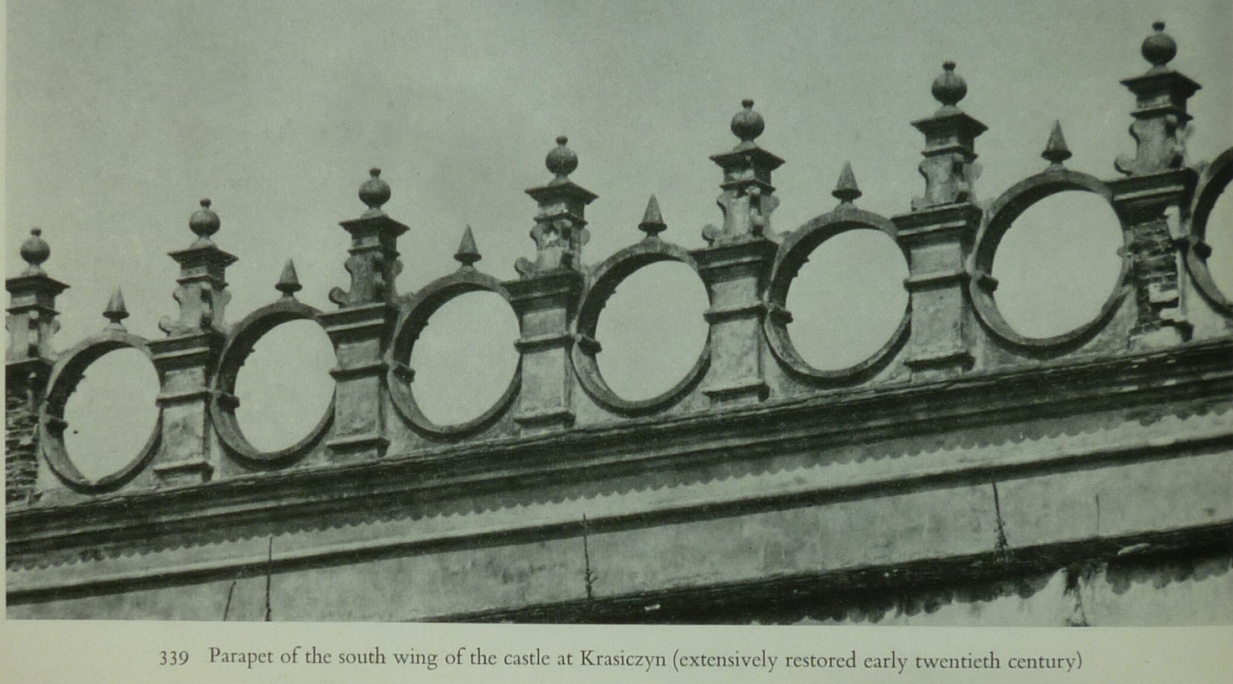 339 Parapet of the south wing of the castle at Krasiczyn (extensively restored early twentieth century)